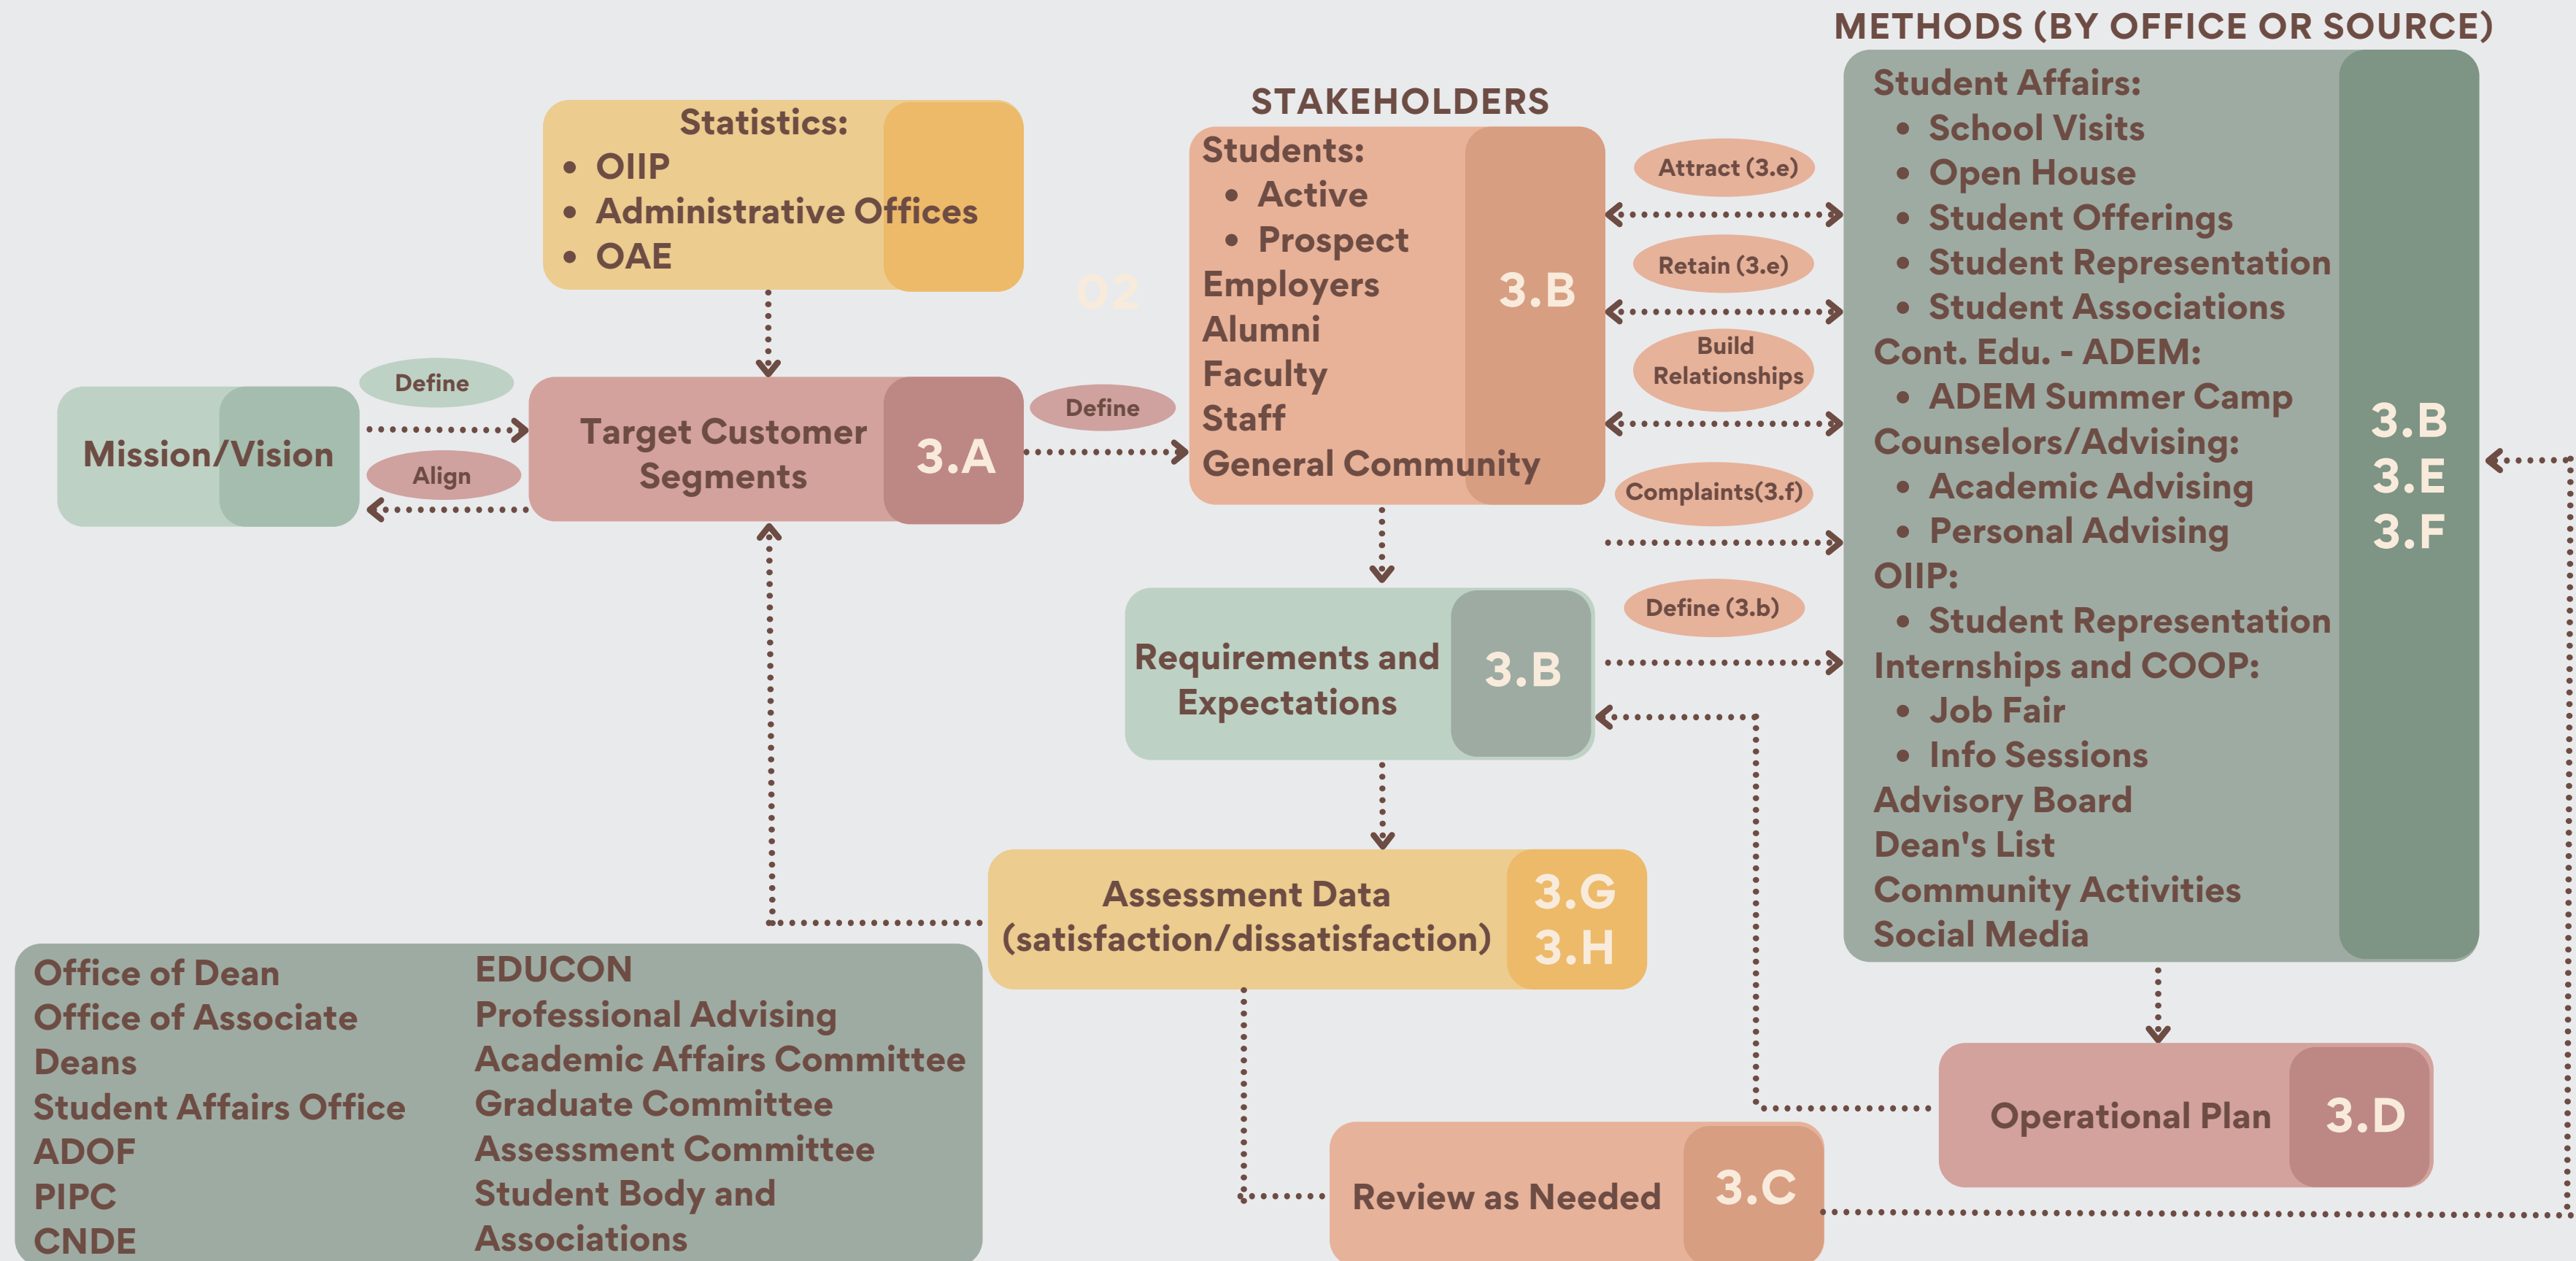 METHODS (BY OFFICE OR SOURCE)
Statistics:
• OIIP
• Administrative Offices
• OAE
02
Mission/Vision
Define
Align
Target Customer
Segments
3.A
Define
STAKEHOLDERS
Students:
• Active
• Prospect
Employers
Alumni
Faculty
Staff
General Community
3.B
Attract (3.e)
Retain (3.e)
Build
Relationships
Complaints(3.f)
Define (3.b)
Student Affairs:
• School Visits
• Open House
• Student Offerings
• Student Representation
• Student Associations
Cont. Edu. - ADEM:
• ADEM Summer Camp
Counselors/Advising:
• Academic Advising
• Personal Advising
OIIP:
• Student Representation
Internships and COOP:
• Job Fair
• Info Sessions
Advisory Board
Dean's List
Community Activities
Social Media
3.B
3.E
3.F
Requirements and
Expectations
3.B
Assessment Data
(satisfaction/dissatisfaction)
3.G
3.H
Operational Plan
3.D
Review as Needed
3.C
Office of Dean
Office of Associate
Deans
Student Affairs Office
ADOF
PIPC
CNDE
EDUCON
Professional Advising
Academic Affairs Committee
Graduate Committee
Assessment Committee
Student Body and
Associations